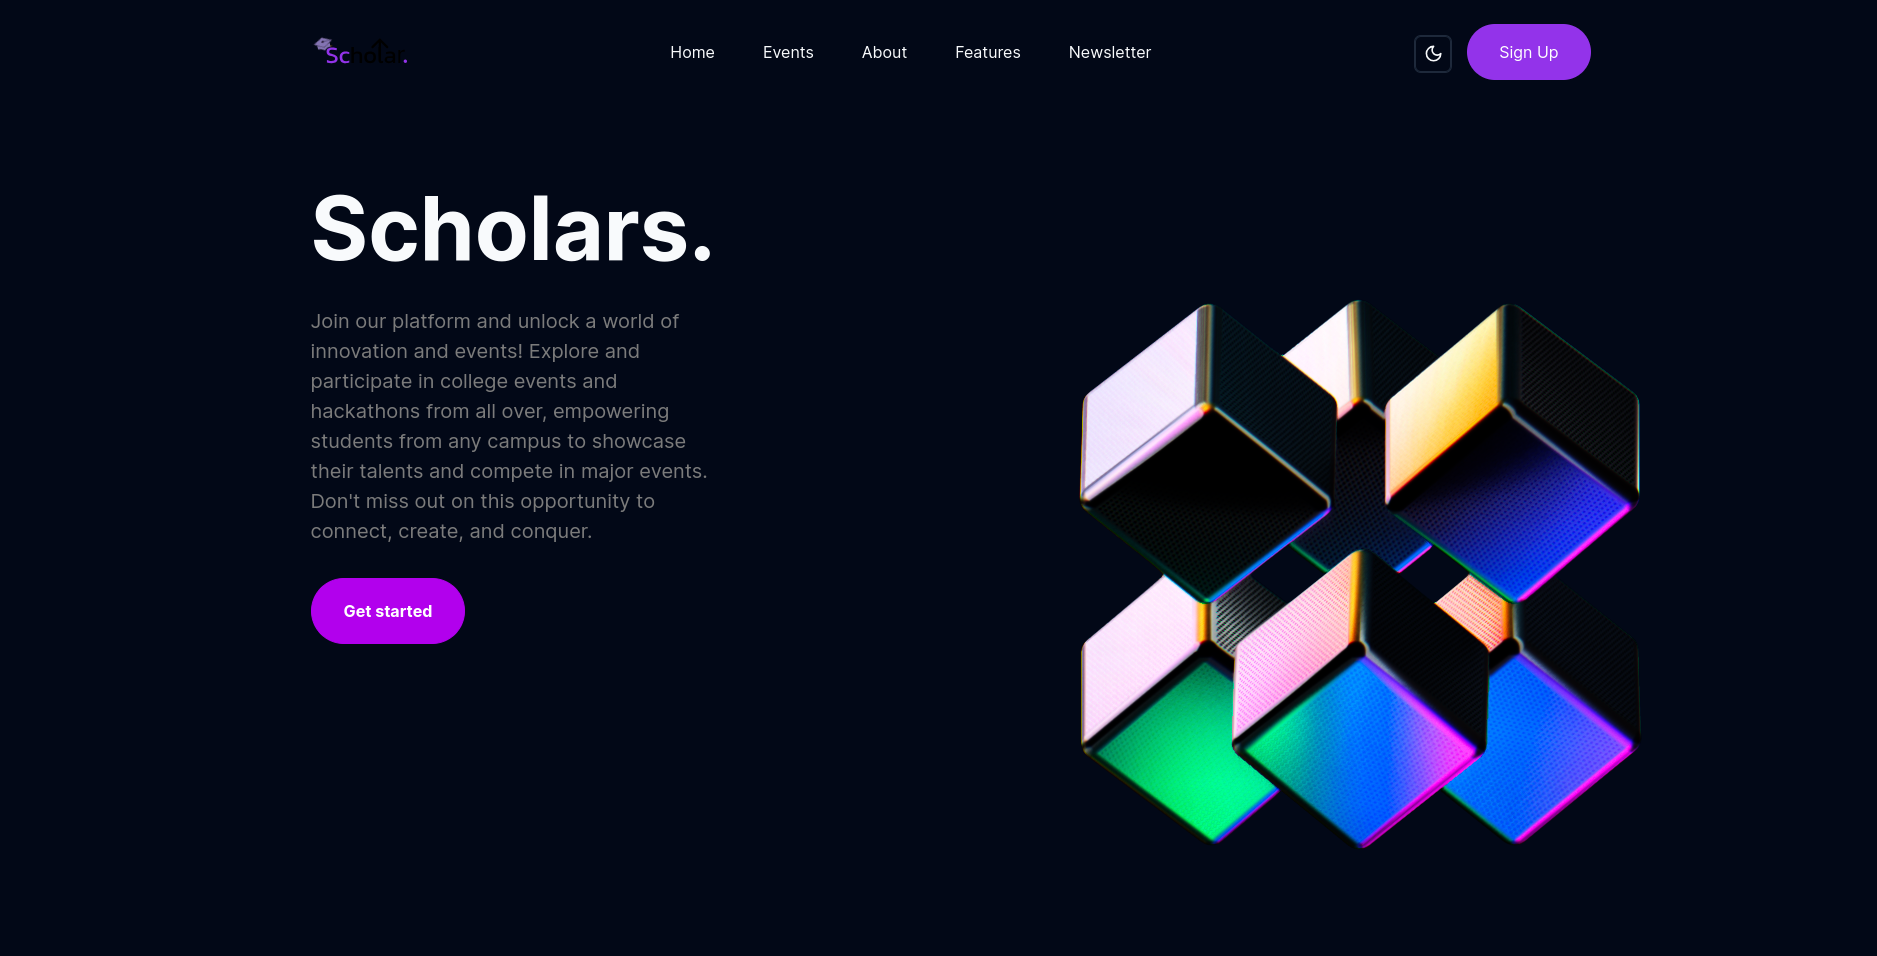 Scholar.
Home
Events
About
Features
Newsletter
Sign Up
Scholars.
Join our platform and unlock a world of
innovation and events! Explore and
participate in college events and
hackathons from all over, empowering
students from any campus to showcase
their talents and compete in major events.
Don't miss out on this opportunity to
connect, create, and conquer.
Get started